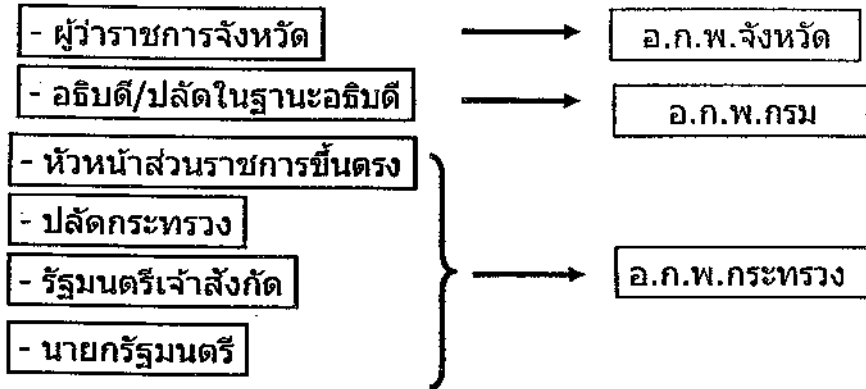 - ผู้ว่าราชการจังหวัด
อ.ก.พ.จังหวัด
- อธิบดี/ปลัดในฐานะอธิบดี
อ.ก.พ.กรม
- หัวหน้าส่วนราชการขึ้นตรง
- ปลัดกระทรวง
- รัฐมนตรีเจ้าสังกัด
อ.ก.พ.กระทรวง
- นายกรัฐมนตรี